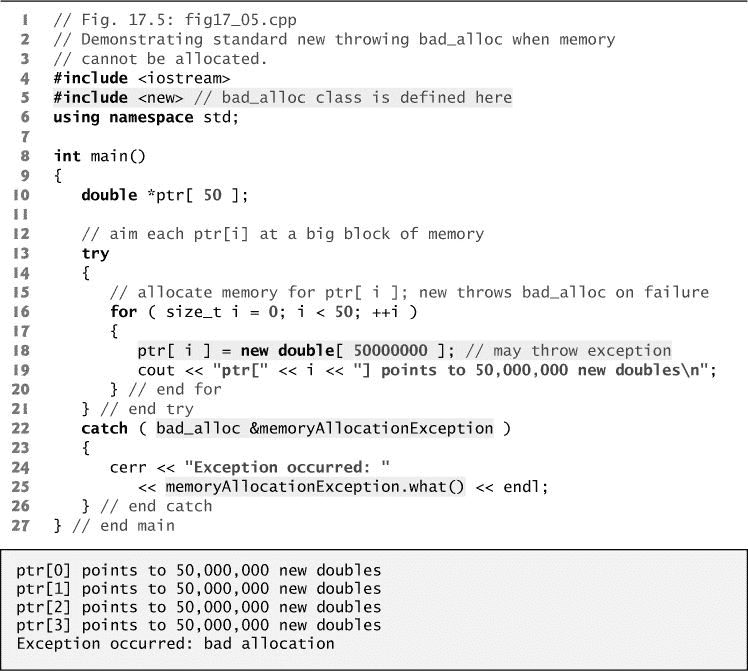 1 // Fig. 17.5: fig17_05.cpp
2 // Demonstrating standard new throwing bad_alloc when memory
3 // cannot be allocated.
4 #include <iostream>
5 #include <new> // bad_alloc class is defined here
6 using namespace std;
7
8 int main()
9 {
10    double *ptr[ 50 ];
11
12    // aim each ptr[i] at a big block of memory
13    try
14    {
15       // allocate memory for ptr[ i ]; new throws bad_alloc on failure
16       for ( size_t i = 0; i < 50; ++i )
17       {
18          ptr[ i ] = new double[ 50000000 ]; // may throw exception
19          cout << "ptr[" << i << "] points to 50,000,000 new doubles\n";
20       } // end for
21    } // end try
22    catch ( bad_alloc &memoryAllocationException )
23    {
24       cerr << "Exception occurred: "
25          << memoryAllocationException.what() << endl;
26    } // end catch
27 } // end main
ptr[0] points to 50,000,000 new doubles
ptr[1] points to 50,000,000 new doubles
ptr[2] points to 50,000,000 new doubles
ptr[3] points to 50,000,000 new doubles
Exception occurred: bad allocation